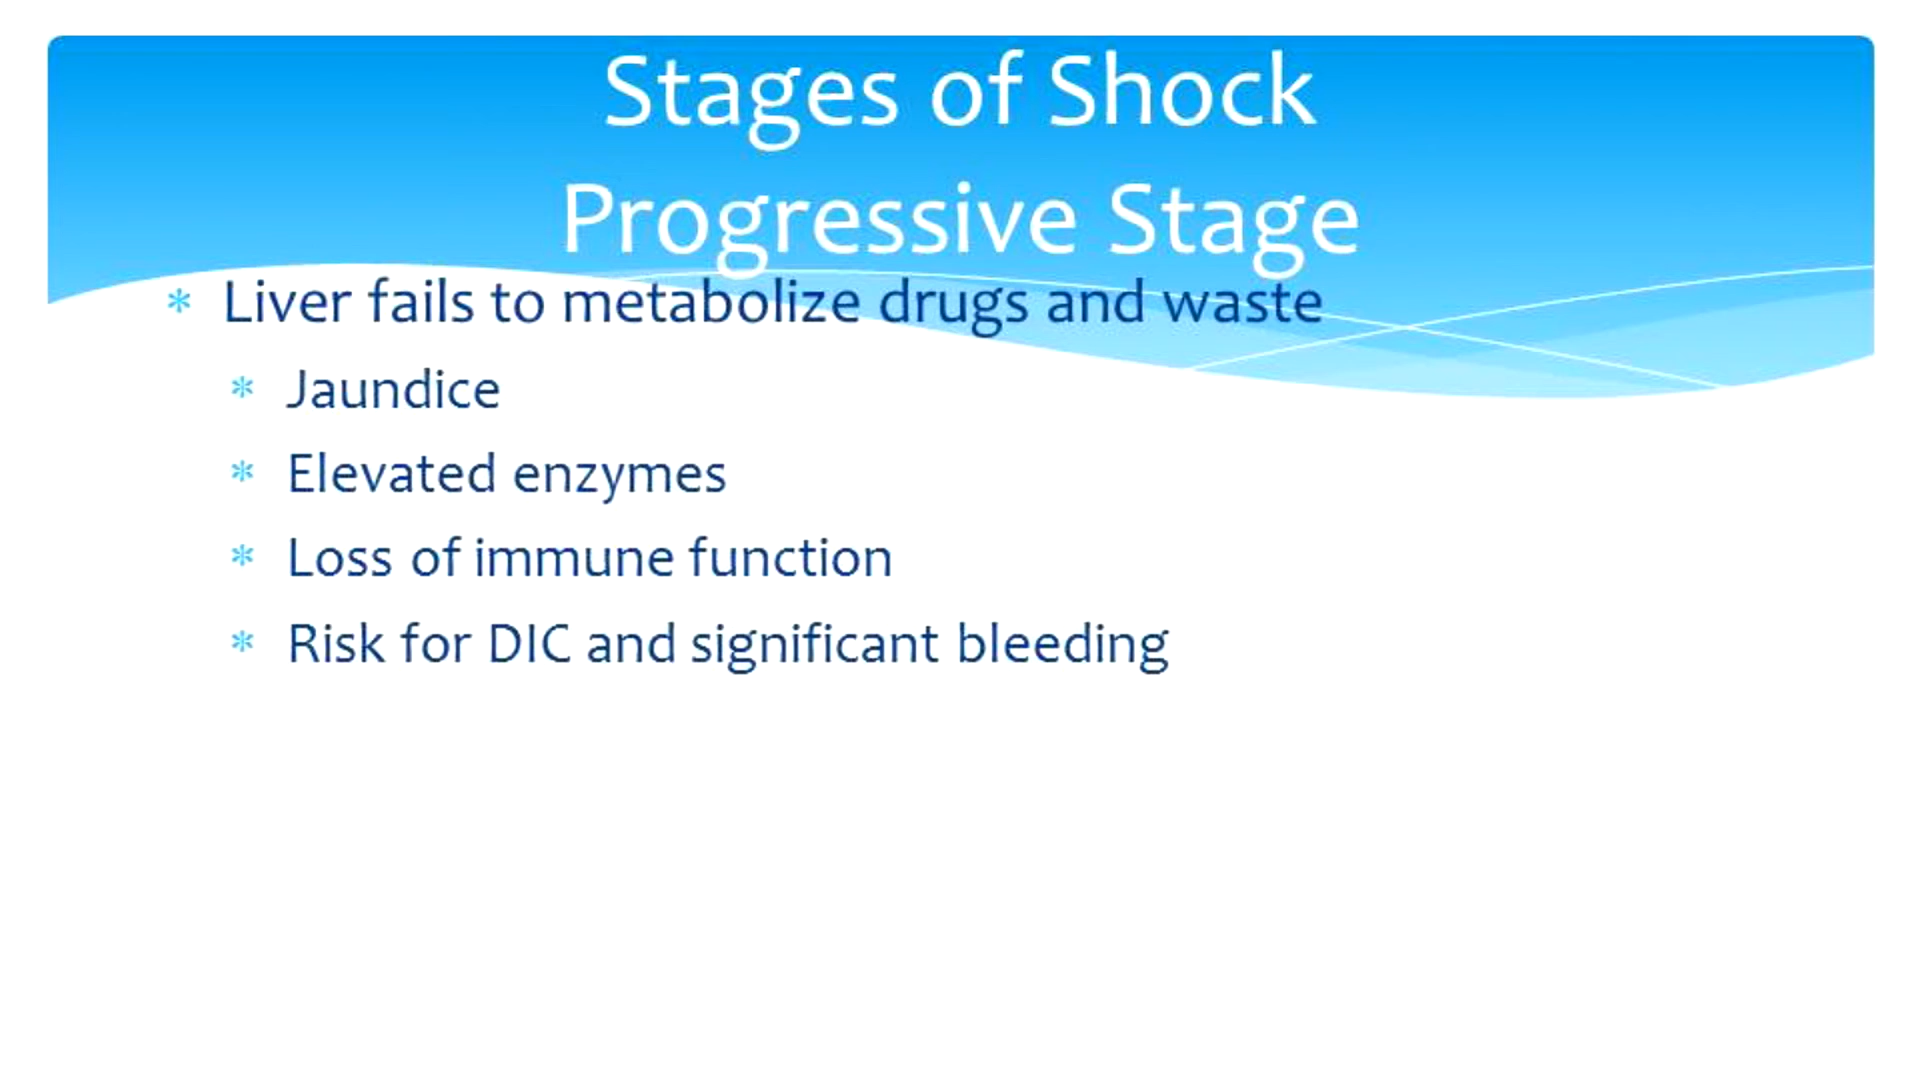 Stages of Shock
Progressive Stage
* Liver fails to metabolize drugs and waste
* Jaundice
* Elevated enzymes
* Loss of immune function
* Risk for DIC and significant bleeding